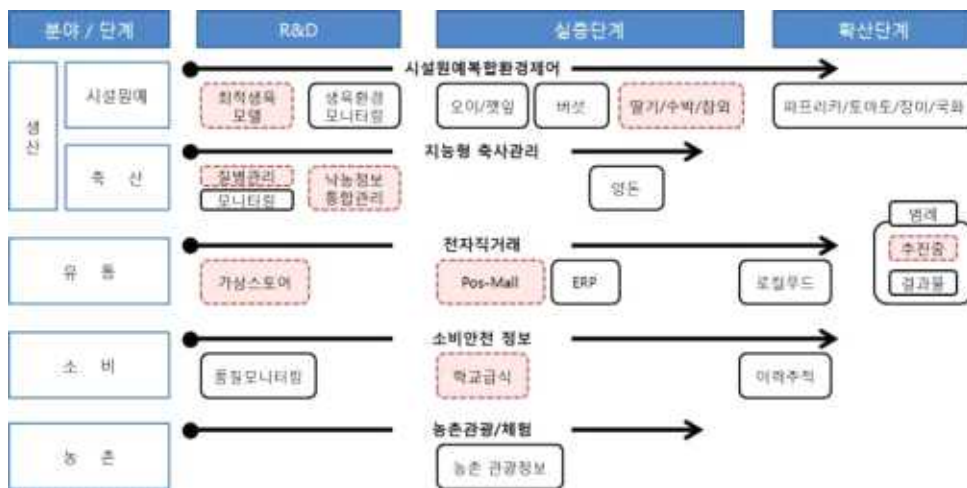 분야 / 단계
R&D
실증단계
확산단계
생
산
시설원예
시설원예복합환경제어
최적생육
모델
생육환경
모니터링
오이/깻잎
버섯
딸기/수박/참외
파프리카/토마토/장미/국화
축 산
지능형 축사관리
질병관리
모니터링
낙농정보
통합관리
양돈
범례
추진중
결과물
유 통
전자직거래
가상스토어
Pos-Mall
ERP
로컬푸드
소 비
소비안전 정보
품질모니터링
학교급식
이력추적
농 촌
농촌관광/체험
농촌 관광정보